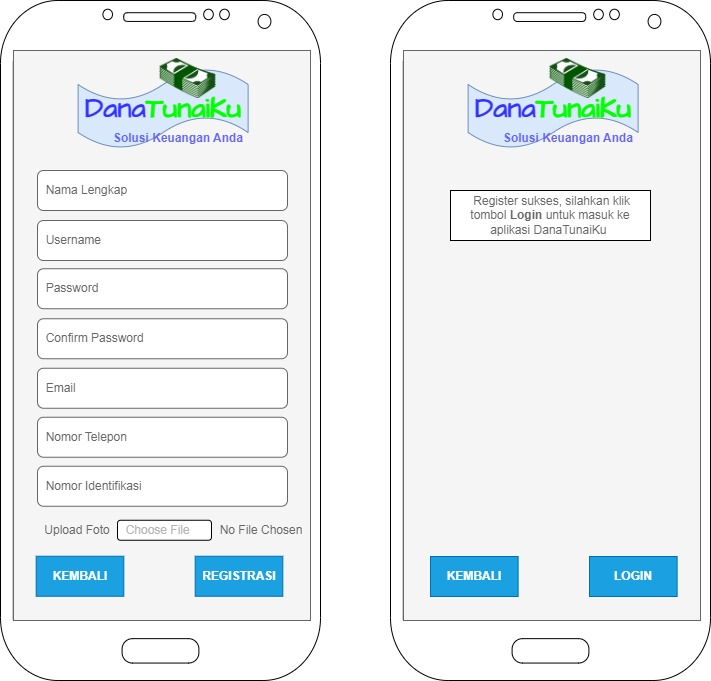 DanaTunaiKu
Solusi Keuangan Anda
Nama Lengkap
Username
Password
Confirm Password
Email
Nomor Telepon
Nomor Identifikasi
Upload Foto Choose File No File Chosen
KEMBALI REGISTRASI
DanaTunaiKu
Solusi Keuangan Anda
Register sukses, silahkan klik
tombol Login untuk masuk ke
aplikasi DanaTunaiKu
KEMBALI LOGIN